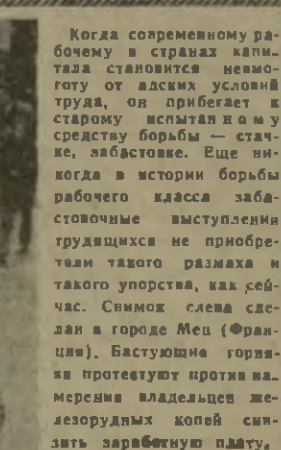 Когда современному ра-
бочему в странах капи-
тала становится невмо-
готу от адских условий
труда, он прибегает к
старому испытанному
средству борьбы — стач-
ке, забастовке. Еще ни-
когда в истории борьбы
рабочего класса заба-
стовочные выступления
трудящихся не приобре-
тали такого размаха и
такого упорства, как сей-
час. Снимок слева сде-
лан в городе Мец (Фран-
ция). Бастующие горня-
ки протестуют против на-
мерения владельцев же-
лезорудных копей сни-
зить заработную плату.